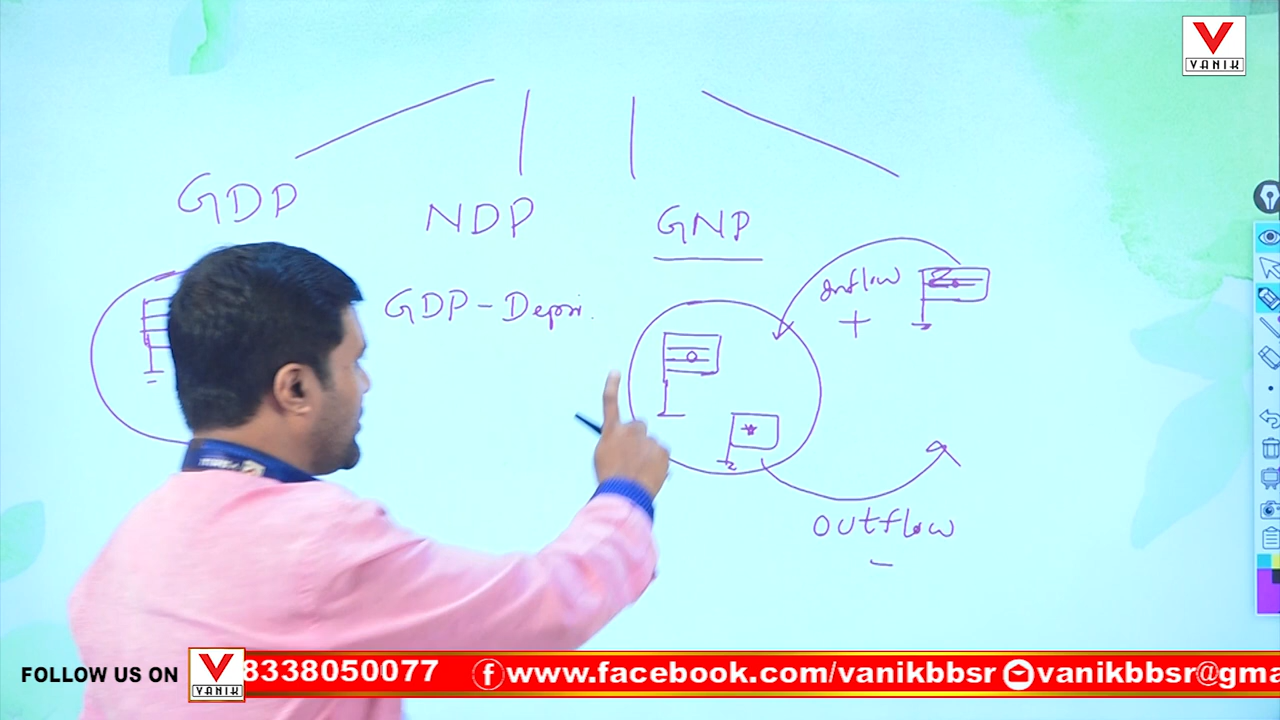 VANIK
GDP NDP GNP
GDP - Depri.
Inflow
+
Outflow
-
FOLLOW US ON VANIK 8338050077 www.facebook.com/vanikbbsr vanikbbsr@gma